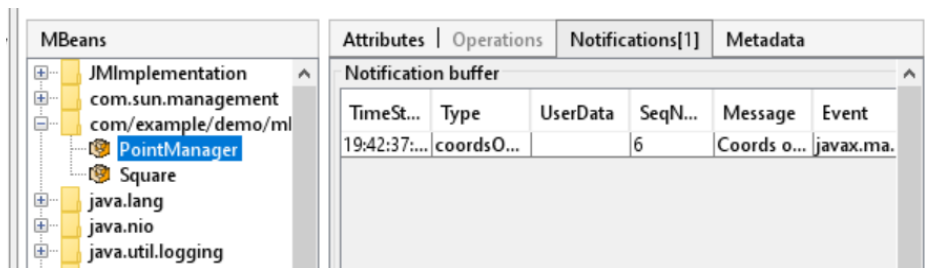 MBeans
JMImplementation
com.sun.management
com/example/demo/ml
PointManager
Square
java.lang
java.nio
java.util.logging
Attributes | Operations Notifications[1] Metadata
Notification buffer
TimeSt... Type UserData SeqN... Message Event
19:42:37:... coordsO... 6 Coords o... javax.ma.